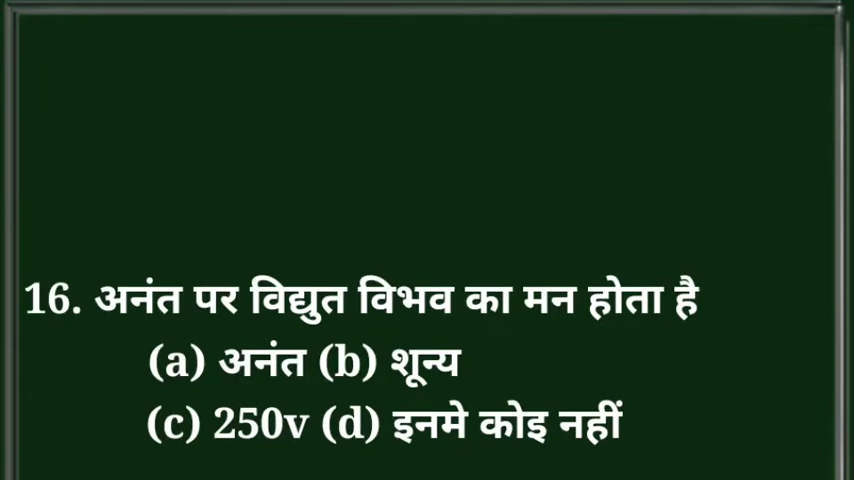 16. अनंत पर विद्युत विभव का मन होता है
(a) अनंत (b) शून्य
(c) 250v (d) इनमे कोइ नहीं